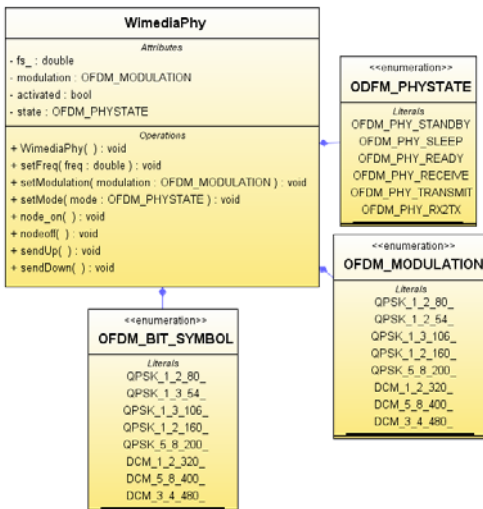 WimediaPhy
Attributes
- fs_ : double
- modulation : OFDM_MODULATION
- activated : bool
- state : OFDM_PHYSTATE
Operations
+ WimediaPhy( ) : void
+ setFreq( freq : double ) : void
+ setModulation( modulation : OFDM_MODULATION ) : void
+ setMode( mode : OFDM_PHYSTATE ) : void
+ node_on( ) : void
+ nodeoff( ) : void
+ sendUp( ) : void
+ sendDown( ) : void
<<enumeration>>
ODFM_PHYSTATE
Literals
OFDM_PHY_STANDBY
OFDM_PHY_SLEEP
OFDM_PHY_READY
OFDM_PHY_RECEIVE
OFDM_PHY_TRANSMIT
OFDM_PHY_RX2TX
<<enumeration>>
OFDM_MODULATION
Literals
QPSK_1_2_80_
QPSK_1_2_54_
QPSK_1_3_106_
QPSK_1_2_160_
QPSK_5_8_200_
DCM_1_2_320_
DCM_5_8_400_
DCM_3_4_480_
<<enumeration>>
OFDM_BIT_SYMBOL
Literals
QPSK_1_2_80_
QPSK_1_3_54_
QPSK_1_3_106_
QPSK_1_2_160_
QPSK_5_8_200_
DCM_1_2_320_
DCM_5_8_400_
DCM_3_4_480_